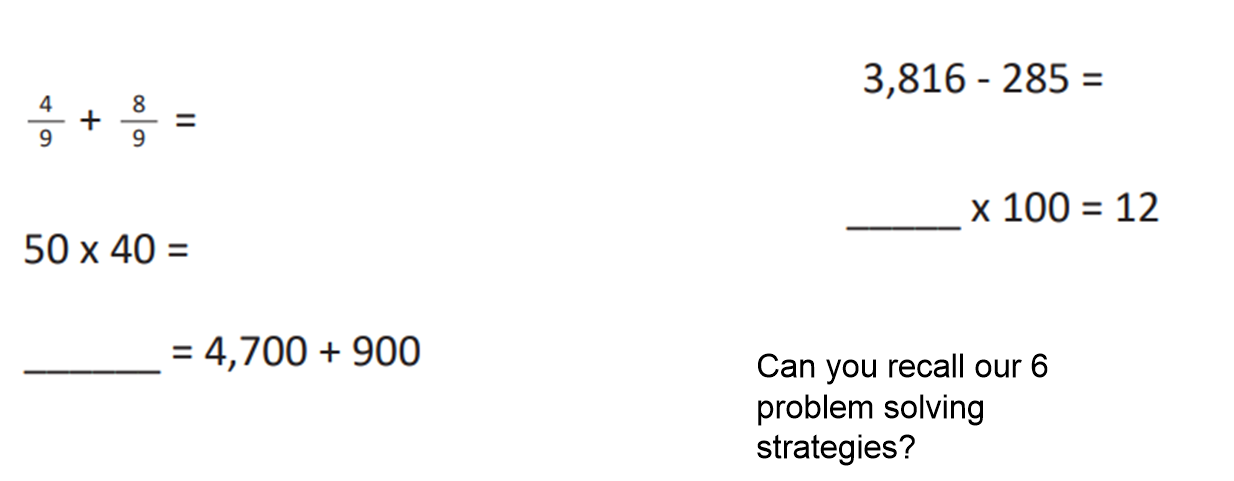 4/9 + 8/9 =
50 x 40 =
______ = 4,700 + 900
3,816 - 285 =
_____ x 100 = 12
Can you recall our 6
problem solving
strategies?